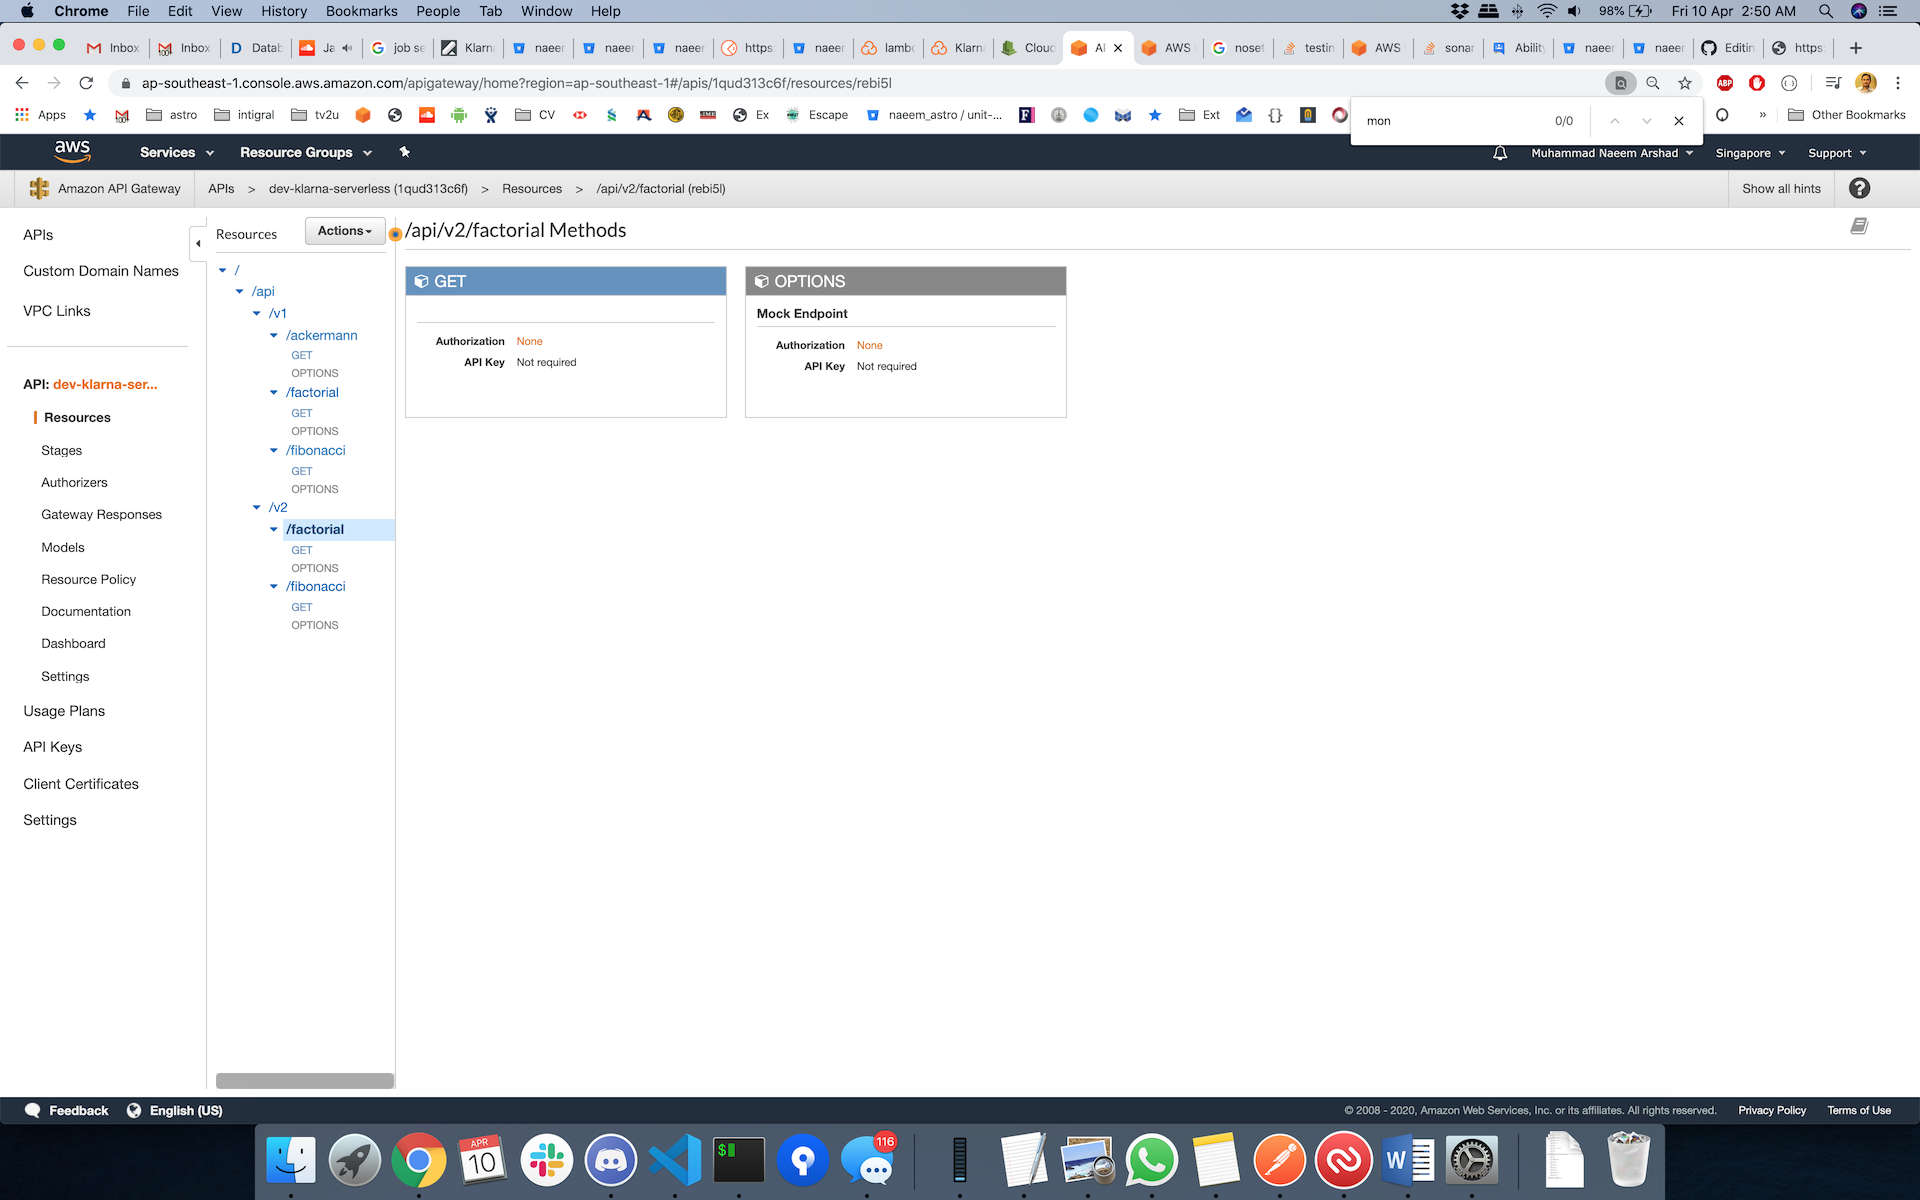 Chrome File Edit View History Bookmarks People Tab Window Help 98% Fri 10 Apr 2:50 AM
Inbox Inbox Datab Ja job se Klarn naeer naeer naeer https naeer lamb Klarn Cloud AF AWS noset testin AWS sonar Ability naeer naeer Editin https
ap-southeast-1.console.aws.amazon.com/apigateway/home?region=ap-southeast-1#/apis/1qud313c6f/resources/rebi5l
Apps astro intigral tv2u CV Ex Escape naeem_astro / unit-... Ext » Other Bookmarks
mon 0/0
aws Services Resource Groups Muhammad Naeem Arshad Singapore Support
Amazon API Gateway APIs > dev-klarna-serverless (1qud313c6f) > Resources > /api/v2/factorial (rebi5l) Show all hints ?
APIs
Custom Domain Names
VPC Links
API: dev-klarna-ser...
Resources
Stages
Authorizers
Gateway Responses
Models
Resource Policy
Documentation
Dashboard
Settings
Usage Plans
API Keys
Client Certificates
Settings
Resources Actions
/
/api
/v1
/ackermann
GET
OPTIONS
/factorial
GET
OPTIONS
/fibonacci
GET
OPTIONS
/v2
/factorial
GET
OPTIONS
/fibonacci
GET
OPTIONS
/api/v2/factorial Methods
GET
Authorization None
API Key Not required
OPTIONS
Mock Endpoint
Authorization None
API Key Not required
Feedback English (US) © 2008 - 2020, Amazon Web Services, Inc. or its affiliates. All rights reserved. Privacy Policy Terms of Use
APR
10
$
116
W